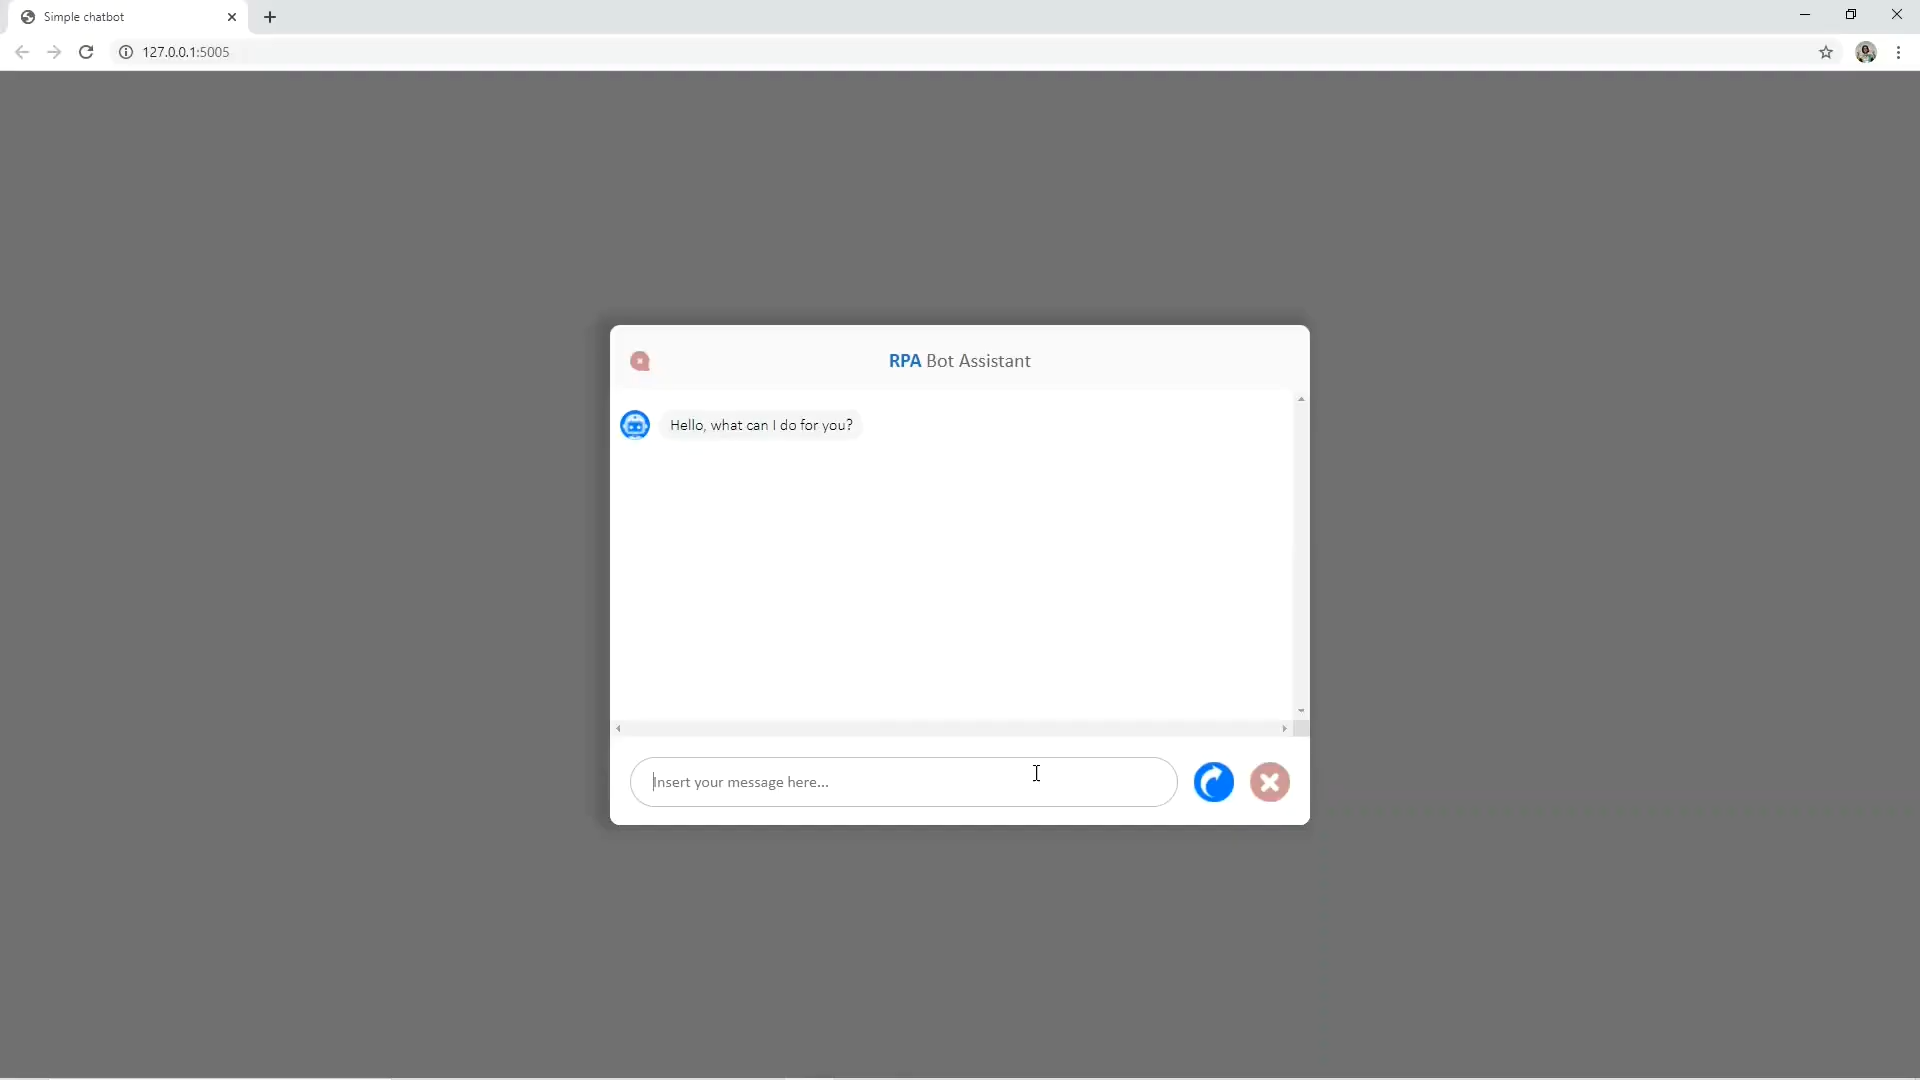 Simple chatbot
127.0.0.1:5005
RPA Bot Assistant
Hello, what can I do for you?
Insert your message here...